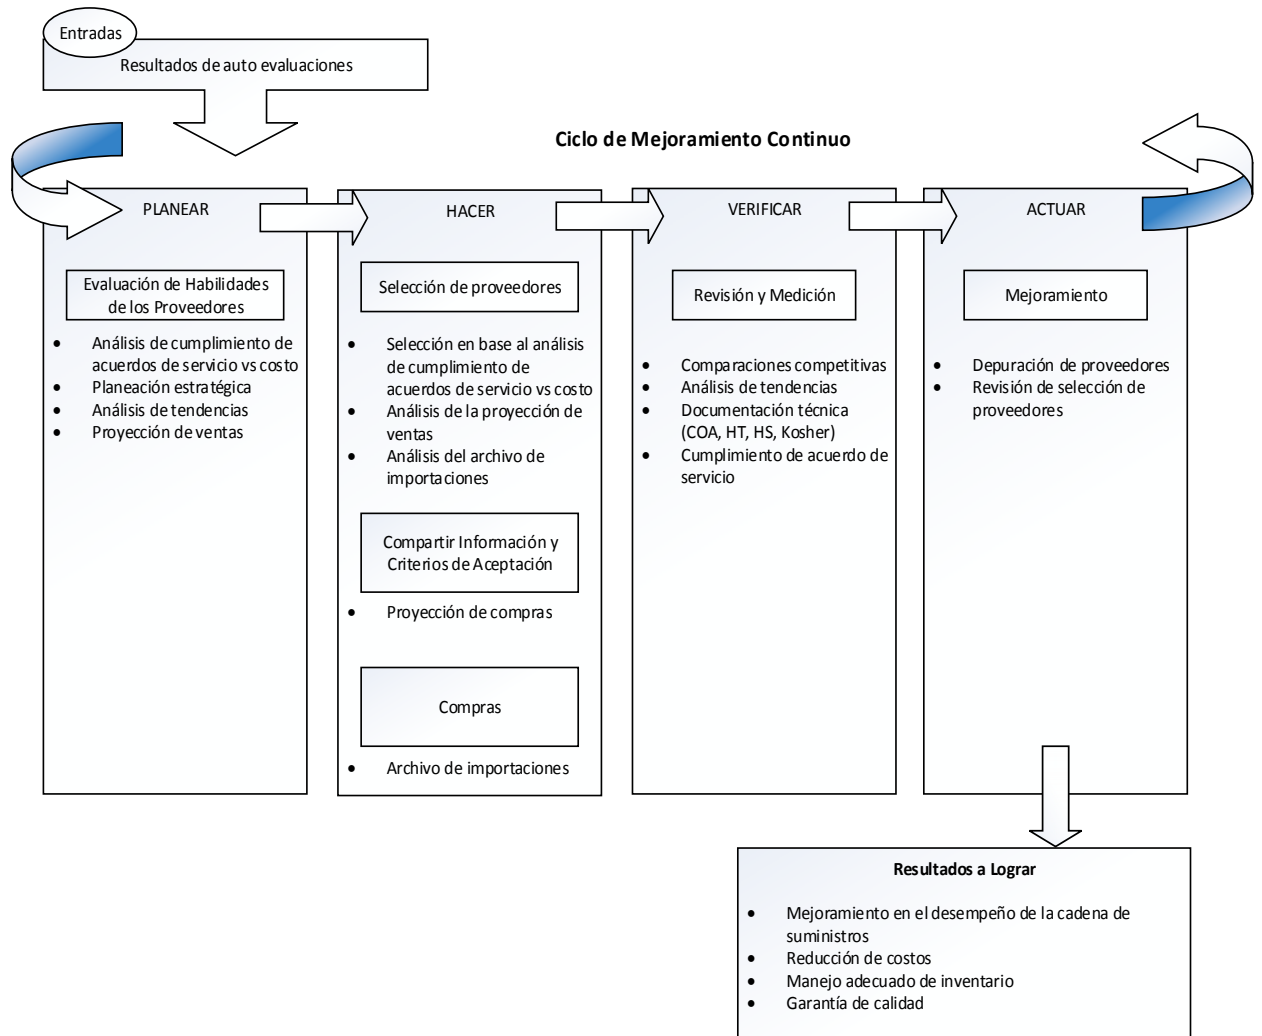 Entradas
Resultados de auto evaluaciones
Ciclo de Mejoramiento Continuo
PLANEAR
Evaluación de Habilidades
de los Proveedores
• Análisis de cumplimiento de
acuerdos de servicio vs costo
• Planeación estratégica
• Análisis de tendencias
• Proyección de ventas
HACER
Selección de proveedores
• Selección en base al análisis
de cumplimiento de
acuerdos de servicio vs costo
• Análisis de la proyección de
ventas
• Análisis del archivo de
importaciones
Compartir Información y
Criterios de Aceptación
• Proyección de compras
Compras
• Archivo de importaciones
VERIFICAR
Revisión y Medición
• Comparaciones competitivas
• Análisis de tendencias
• Documentación técnica
(COA, HT, HS, Kosher)
• Cumplimiento de acuerdo de
servicio
ACTUAR
Mejoramiento
• Depuración de proveedores
• Revisión de selección de
proveedores
Resultados a Lograr
• Mejoramiento en el desempeño de la cadena de
suministros
• Reducción de costos
• Manejo adecuado de inventario
• Garantía de calidad